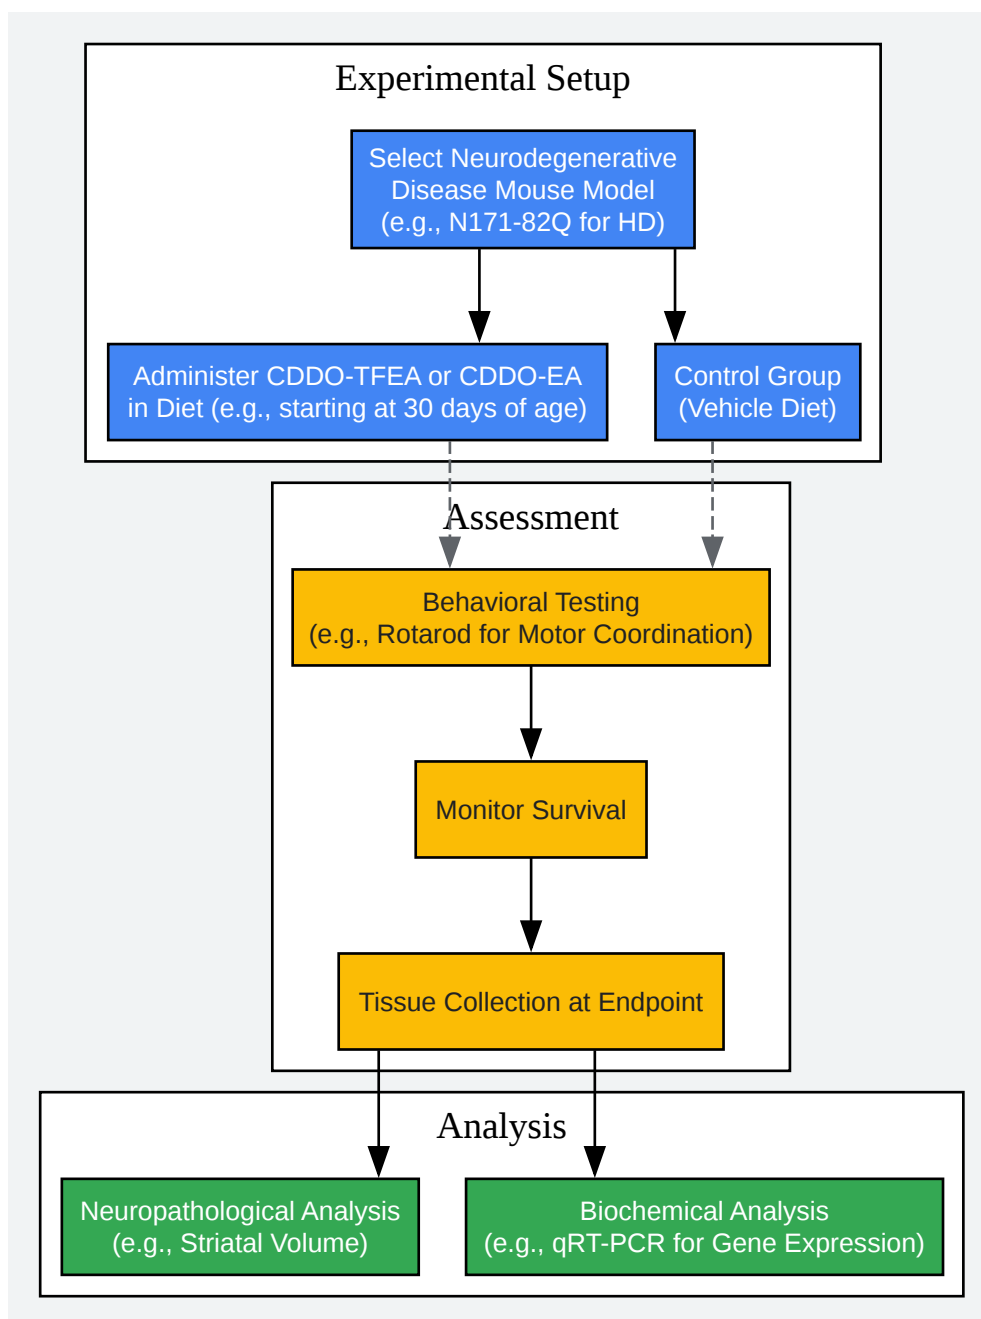 Experimental Setup
Select Neurodegenerative
Disease Mouse Model
(e.g., N171-82Q for HD)
Administer CDDO-TFEA or CDDO-EA
in Diet (e.g., starting at 30 days of age)
Control Group
(Vehicle Diet)
Assessment
Behavioral Testing
(e.g., Rotarod for Motor Coordination)
Monitor Survival
Tissue Collection at Endpoint
Analysis
Neuropathological Analysis
(e.g., Striatal Volume)
Biochemical Analysis
(e.g., qRT-PCR for Gene Expression)